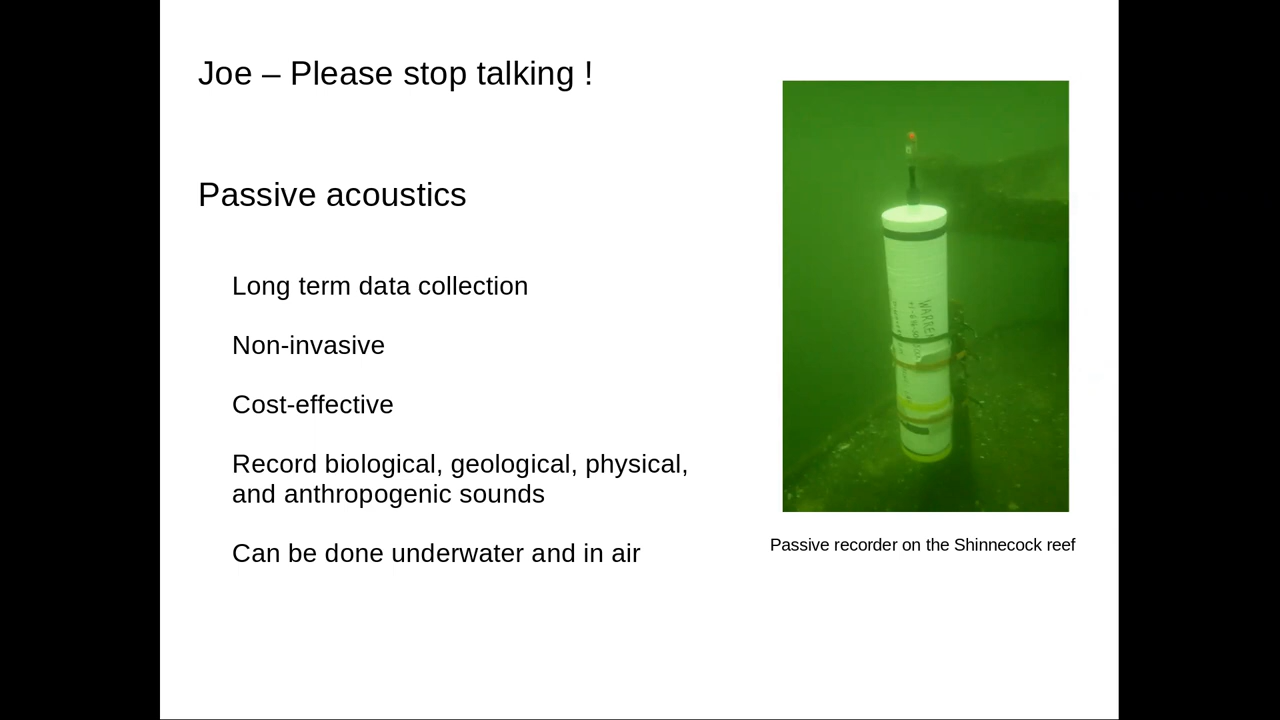 Joe – Please stop talking !
Passive acoustics
Long term data collection
Non-invasive
Cost-effective
Record biological, geological, physical,
and anthropogenic sounds
Can be done underwater and in air
Passive recorder on the Shinnecock reef